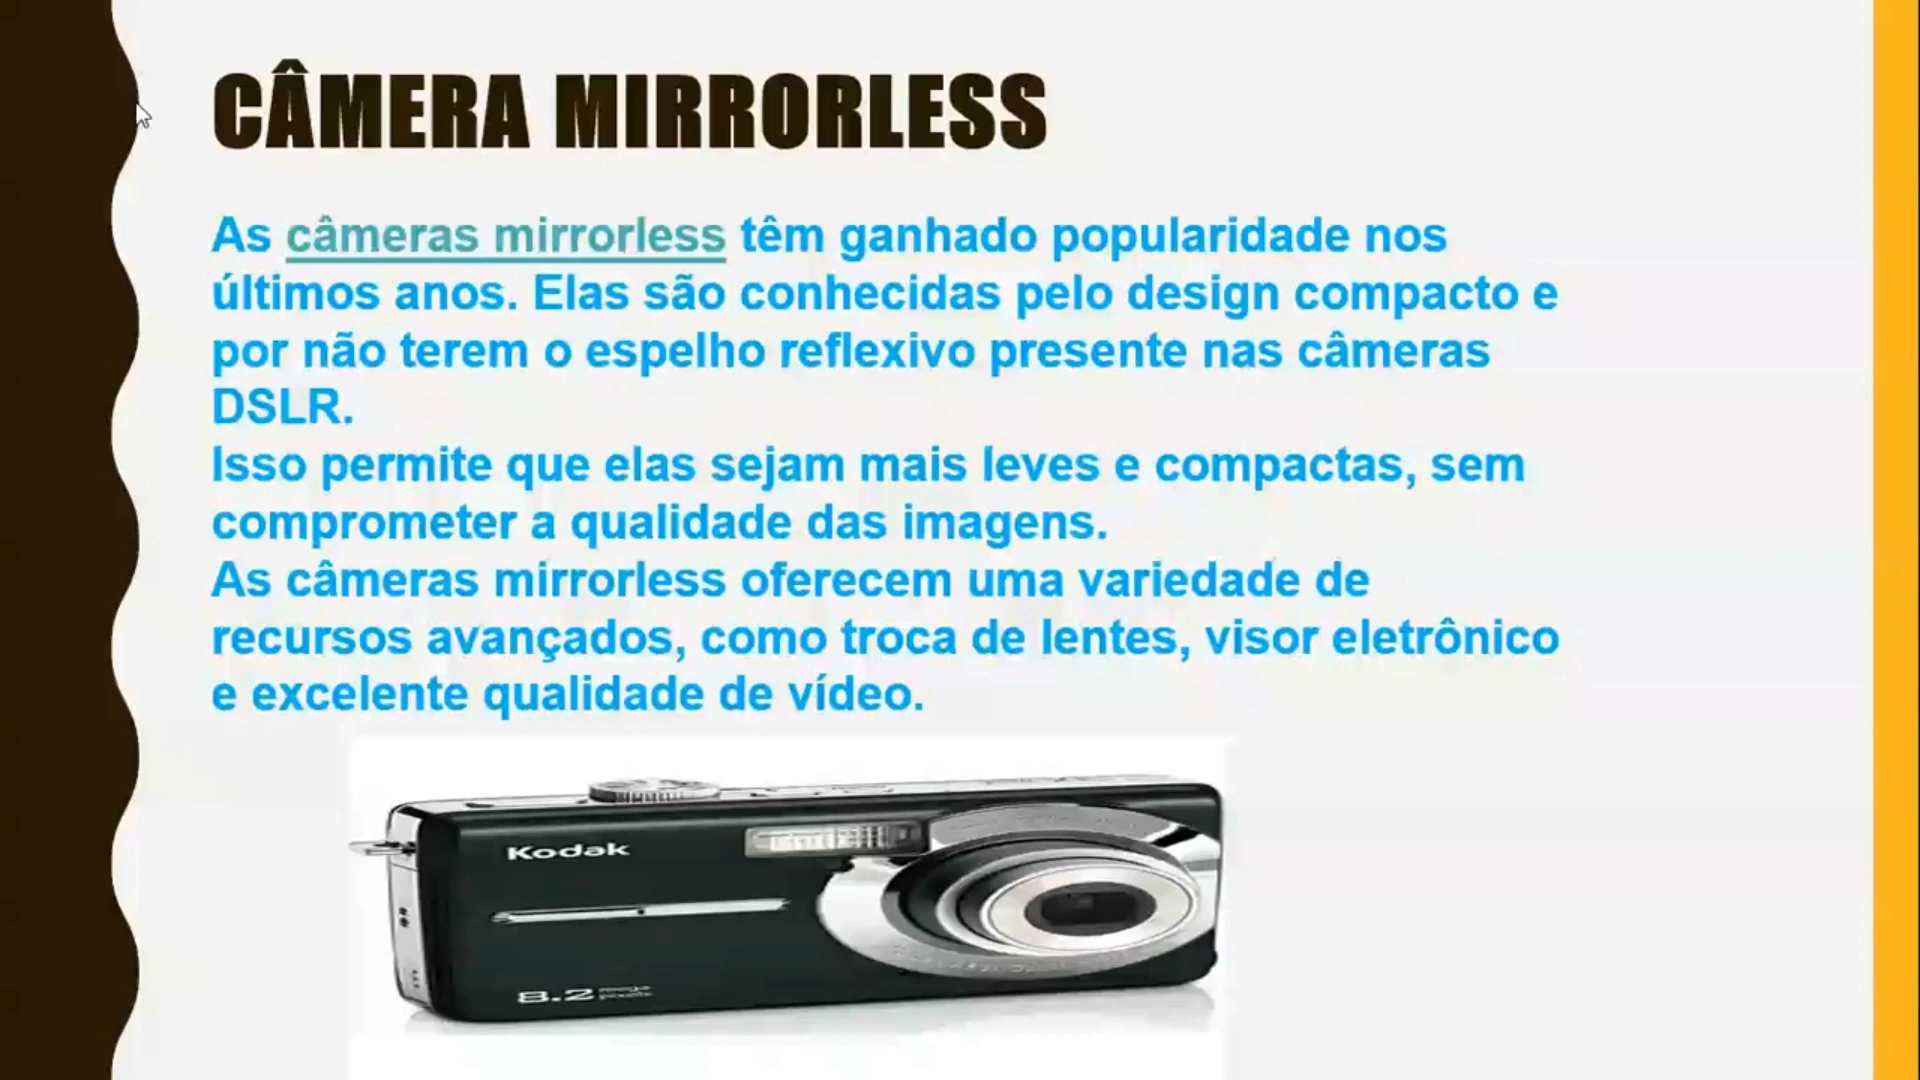 CÂMERA MIRRORLESS
As câmeras mirrorless têm ganhado popularidade nos
últimos anos. Elas são conhecidas pelo design compacto e
por não terem o espelho reflexivo presente nas câmeras
DSLR.
Isso permite que elas sejam mais leves e compactas, sem
comprometer a qualidade das imagens.
As câmeras mirrorless oferecem uma variedade de
recursos avançados, como troca de lentes, visor eletrônico
e excelente qualidade de vídeo.
Kodak
8.2 mega
pixels